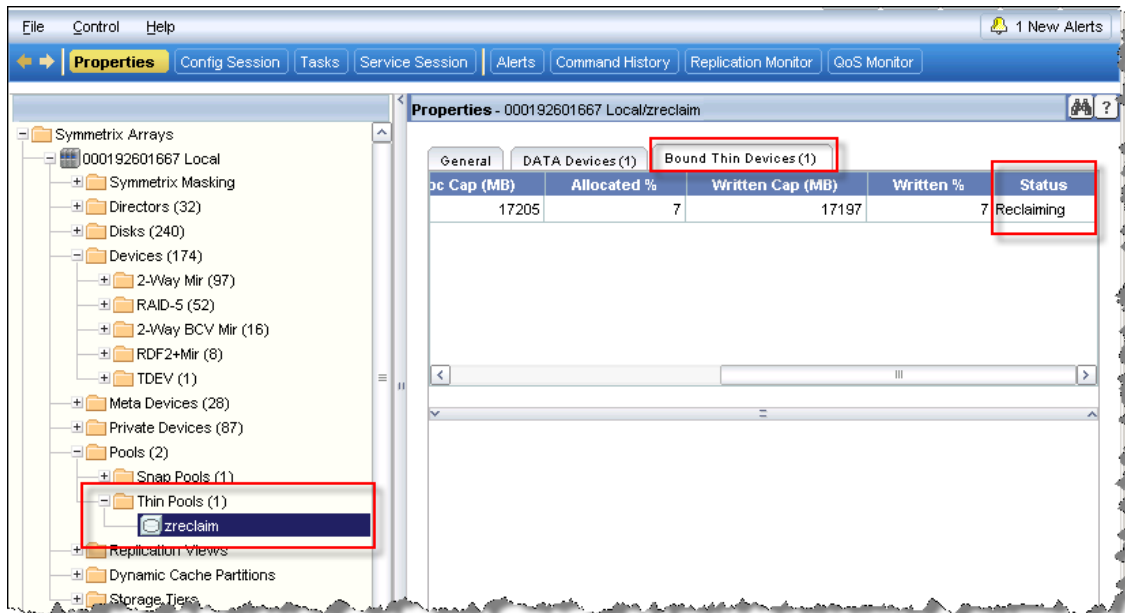 File Control Help
1 New Alerts
Properties Config Session Tasks Service Session Alerts Command History Replication Monitor QoS Monitor
Properties - 000192601667 Local/zreclaim
?
Symmetrix Arrays
000192601667 Local
Symmetrix Masking
Directors (32)
Disks (240)
Devices (174)
2-Way Mir (97)
RAID-5 (52)
2-Way BCV Mir (16)
RDF2+Mir (8)
TDEV (1)
Meta Devices (28)
Private Devices (87)
Pools (2)
Snap Pools (1)
Thin Pools (1)
zreclaim
Replication Views
Dynamic Cache Partitions
Storage Tiers
General DATA Devices (1) Bound Thin Devices (1)
oc Cap (MB) Allocated % Written Cap (MB) Written % Status
17205 7 17197 7 Reclaiming